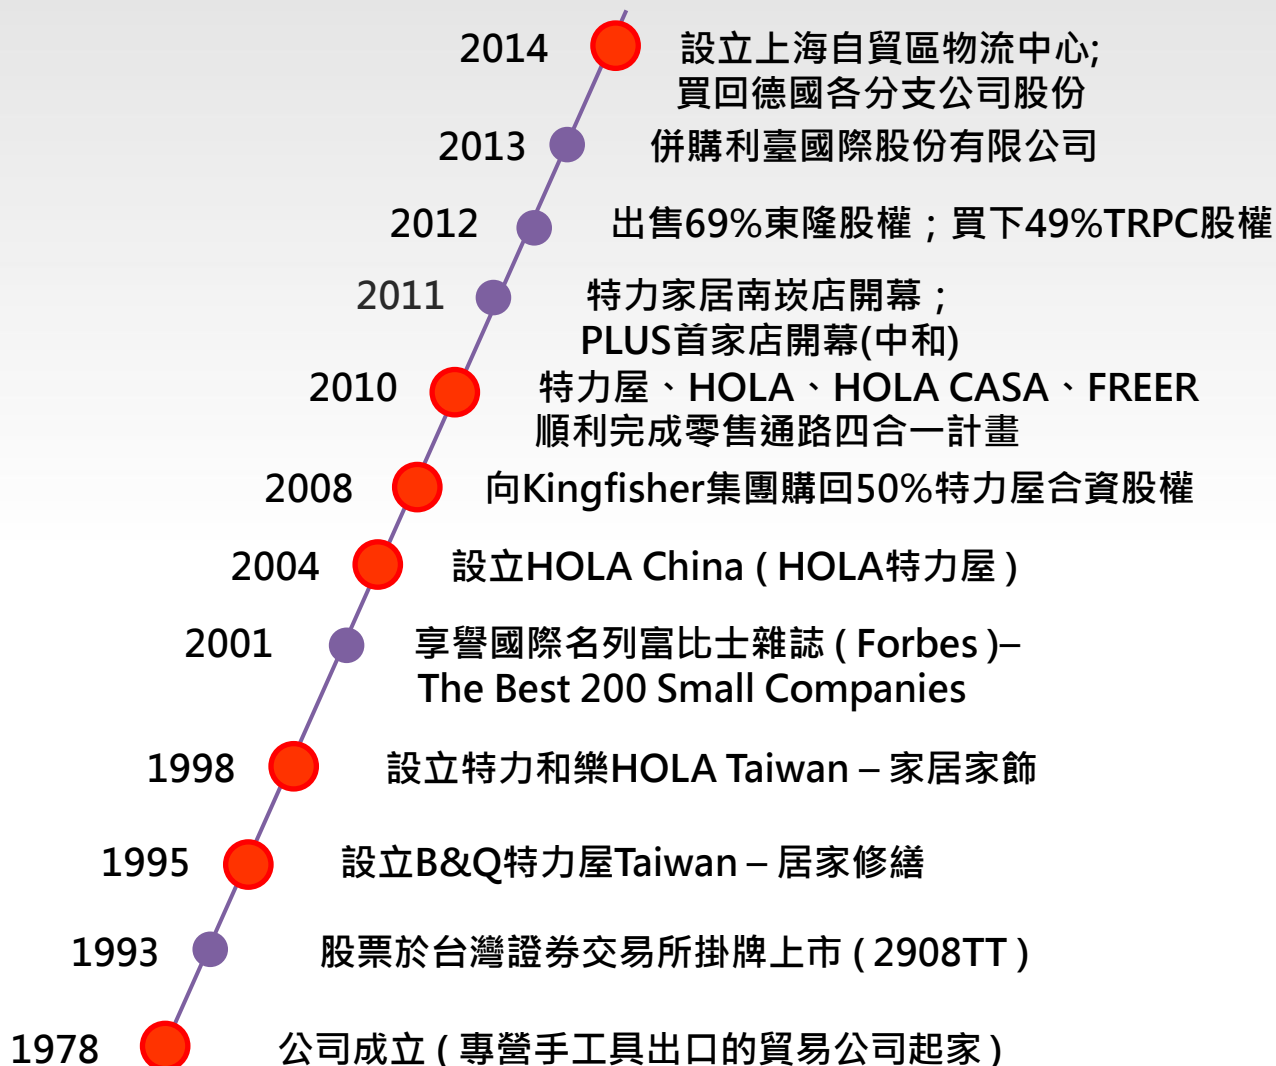 2014 設立上海自貿區物流中心;
買回德國各分支公司股份
2013 併購利臺國際股份有限公司
2012 出售69%東隆股權；買下49%TRPC股權
2011 特力家居南崁店開幕；
PLUS首家店開幕(中和)
2010 特力屋、HOLA、HOLA CASA、FREER
順利完成零售通路四合一計畫
2008 向Kingfisher集團購回50%特力屋合資股權
2004 設立HOLA China ( HOLA特力屋 )
2001 享譽國際名列富比士雜誌 ( Forbes )–
The Best 200 Small Companies
1998 設立特力和樂HOLA Taiwan – 家居家飾
1995 設立B&Q特力屋Taiwan – 居家修繕
1993 股票於台灣證券交易所掛牌上市 ( 2908TT )
1978 公司成立 ( 專營手工具出口的貿易公司起家 )